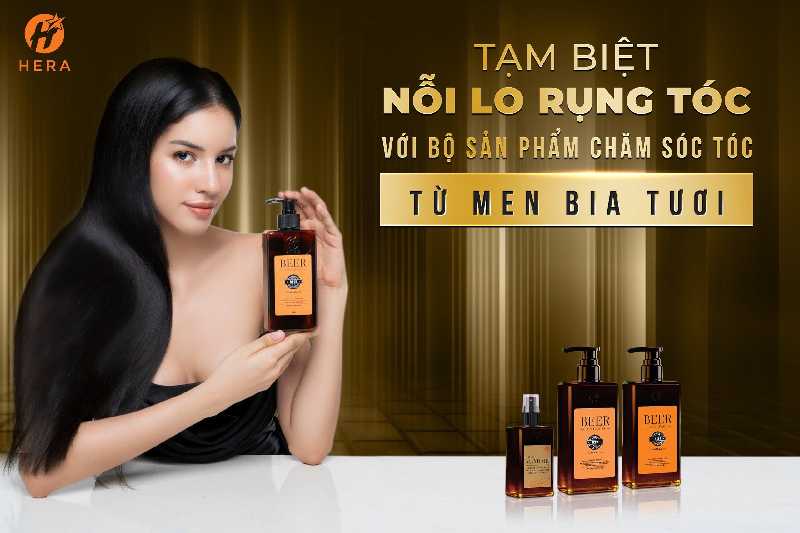 HERA
TẠM BIỆT
NỖI LO RỤNG TÓC
VỚI BỘ SẢN PHẨM CHĂM SÓC TÓC
TỪ MEN BIA TƯƠI
BEER
BEER
BEER